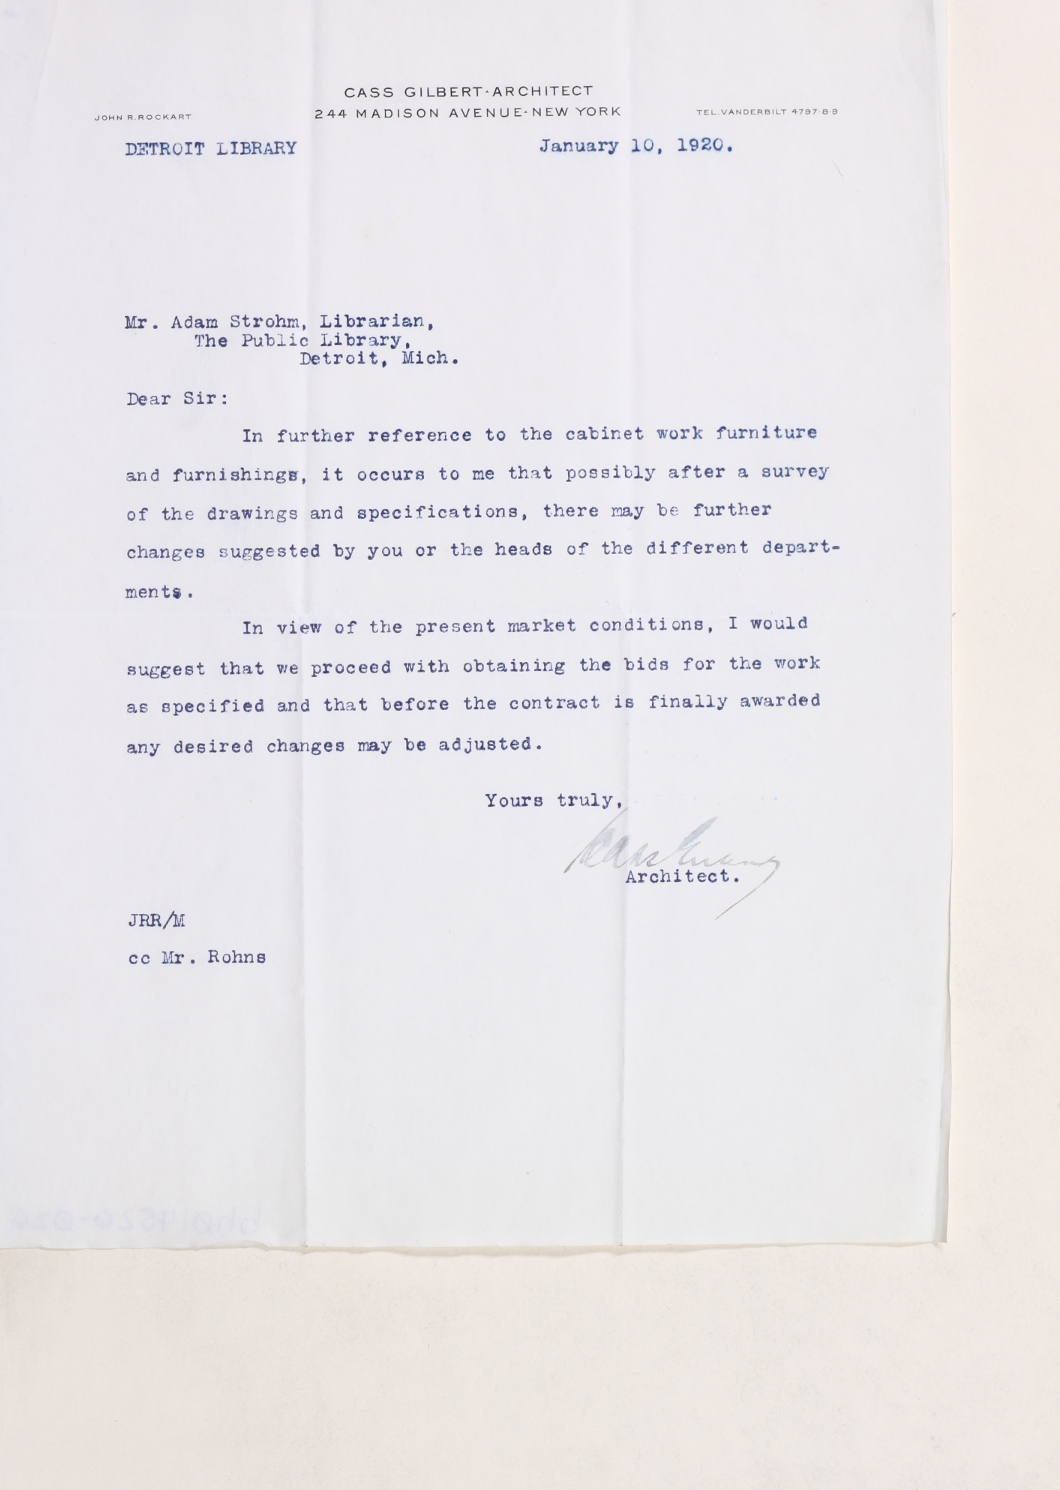 CASS GILBERT·ARCHITECT
244 MADISON AVENUE·NEW YORK
JOHN R. ROCKART
TEL. VANDERBILT 4797·8·9
DETROIT LIBRARY
January 10, 1920.
Mr. Adam Strohm, Librarian,
The Public Library,
Detroit, Mich.
Dear Sir:
In further reference to the cabinet work furniture
and furnishings, it occurs to me that possibly after a survey
of the drawings and specifications, there may be further
changes suggested by you or the heads of the different depart-
ments.
In view of the present market conditions, I would
suggest that we proceed with obtaining the bids for the work
as specified and that before the contract is finally awarded
any desired changes may be adjusted.
Yours truly,
Cass Gilbert
Architect.
JRR/M
cc Mr. Rohns